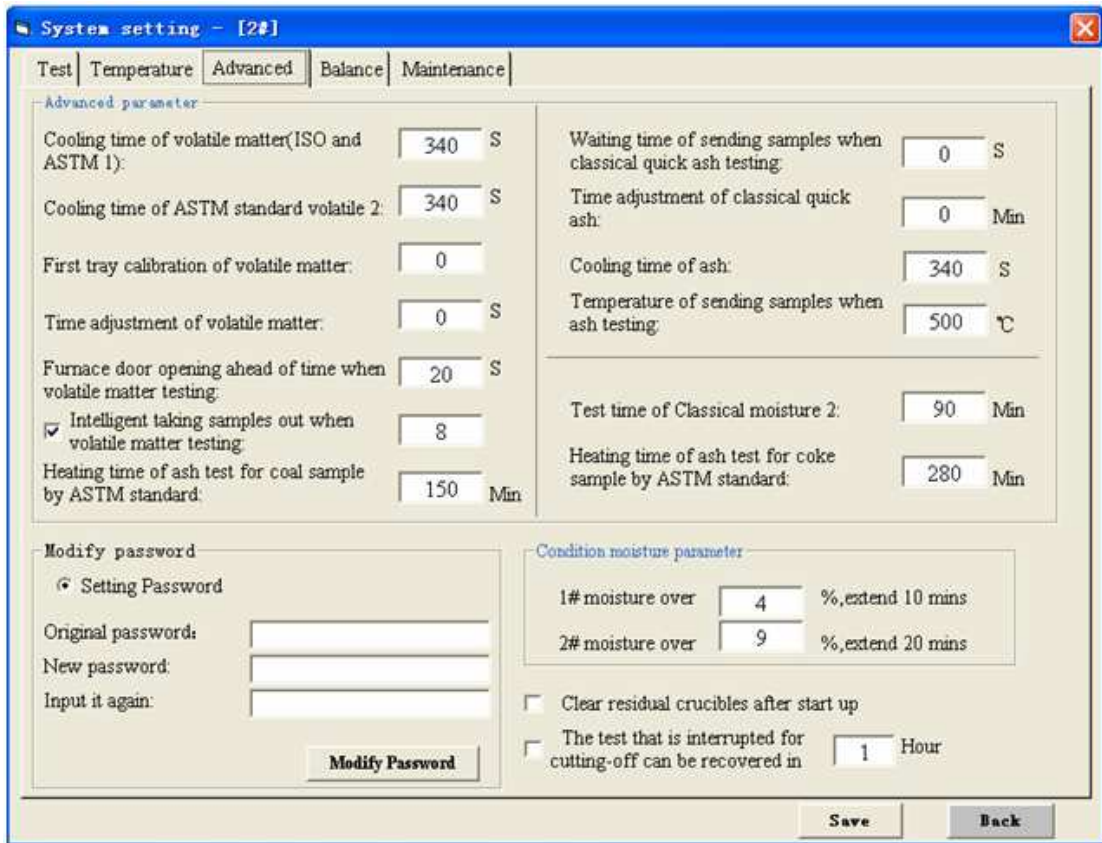 System setting - [2#]
Test Temperature Advanced Balance Maintenance
Advanced parameter
Cooling time of volatile matter(ISO and
ASTM 1):
340 S
Cooling time of ASTM standard volatile 2:
340 S
First tray calibration of volatile matter:
0
Time adjustment of volatile matter:
0 S
Furnace door opening ahead of time when
volatile matter testing:
20 S
Intelligent taking samples out when
volatile matter testing:
8
Heating time of ash test for coal sample
by ASTM standard:
150 Min
Waiting time of sending samples when
classical quick ash testing:
0 S
Time adjustment of classical quick
ash:
0 Min
Cooling time of ash:
340 S
Temperature of sending samples when
ash testing:
500 ℃
Test time of Classical moisture 2:
90 Min
Heating time of ash test for coke
sample by ASTM standard:
280 Min
Modify password
Setting Password
Original password:
New password:
Input it again:
Modify Password
Condition moisture parameter
1# moisture over 4 %,extend 10 mins
2# moisture over 9 %,extend 20 mins
Clear residual crucibles after start up
The test that is interrupted for
cutting-off can be recovered in
1 Hour
Save Back